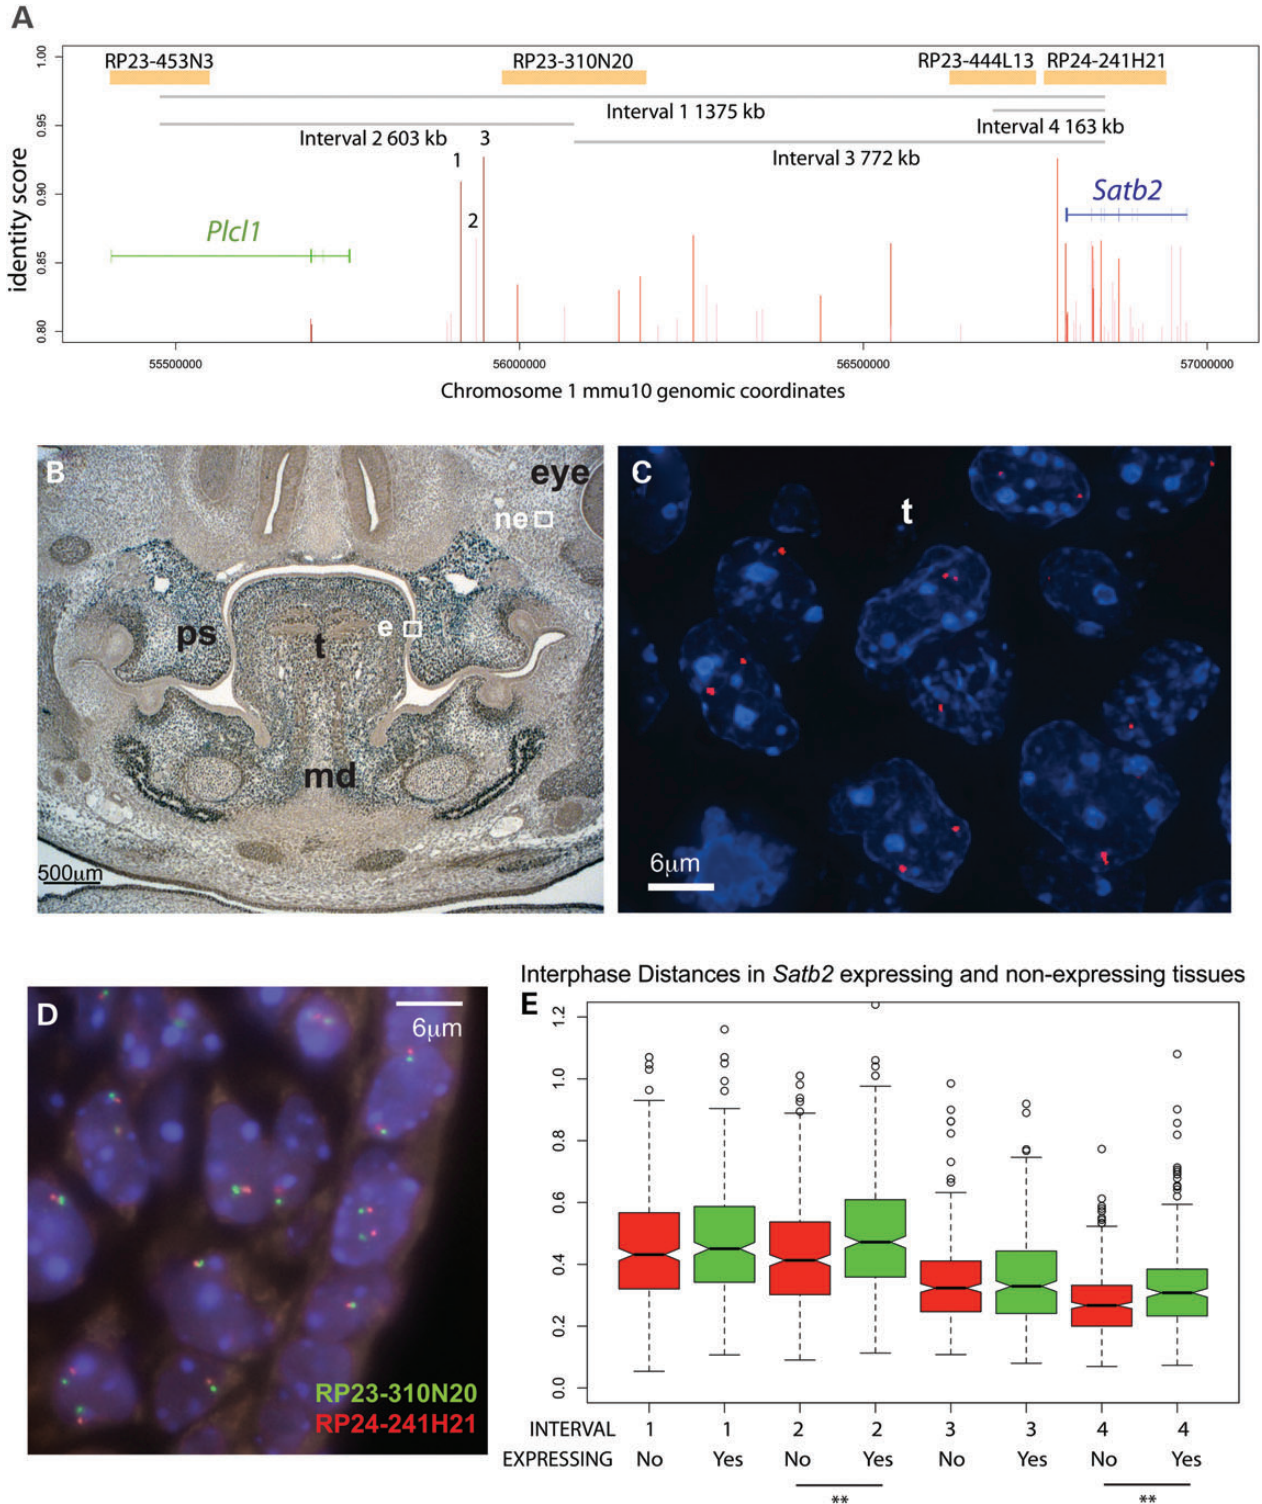 A
RP23-453N3 RP23-310N20 RP23-444L13 RP24-241H21
Interval 1 1375 kb
Interval 4 163 kb
Interval 2 603 kb
Interval 3 772 kb
1 2 3
Plcl1
Satb2
identity score
1.00
0.95
0.90
0.85
0.80
55500000 56000000 56500000 57000000
Chromosome 1 mmu10 genomic coordinates
B
eye
ne
ps
t
e
md
500μm
C
t
6μm
D
6μm
RP23-310N20
RP24-241H21
Interphase Distances in Satb2 expressing and non-expressing tissues
E
1.2
1.0
0.8
0.6
0.4
0.2
0.0
INTERVAL 1 1 2 2 3 3 4 4
EXPRESSING No Yes No Yes No Yes No Yes
** **